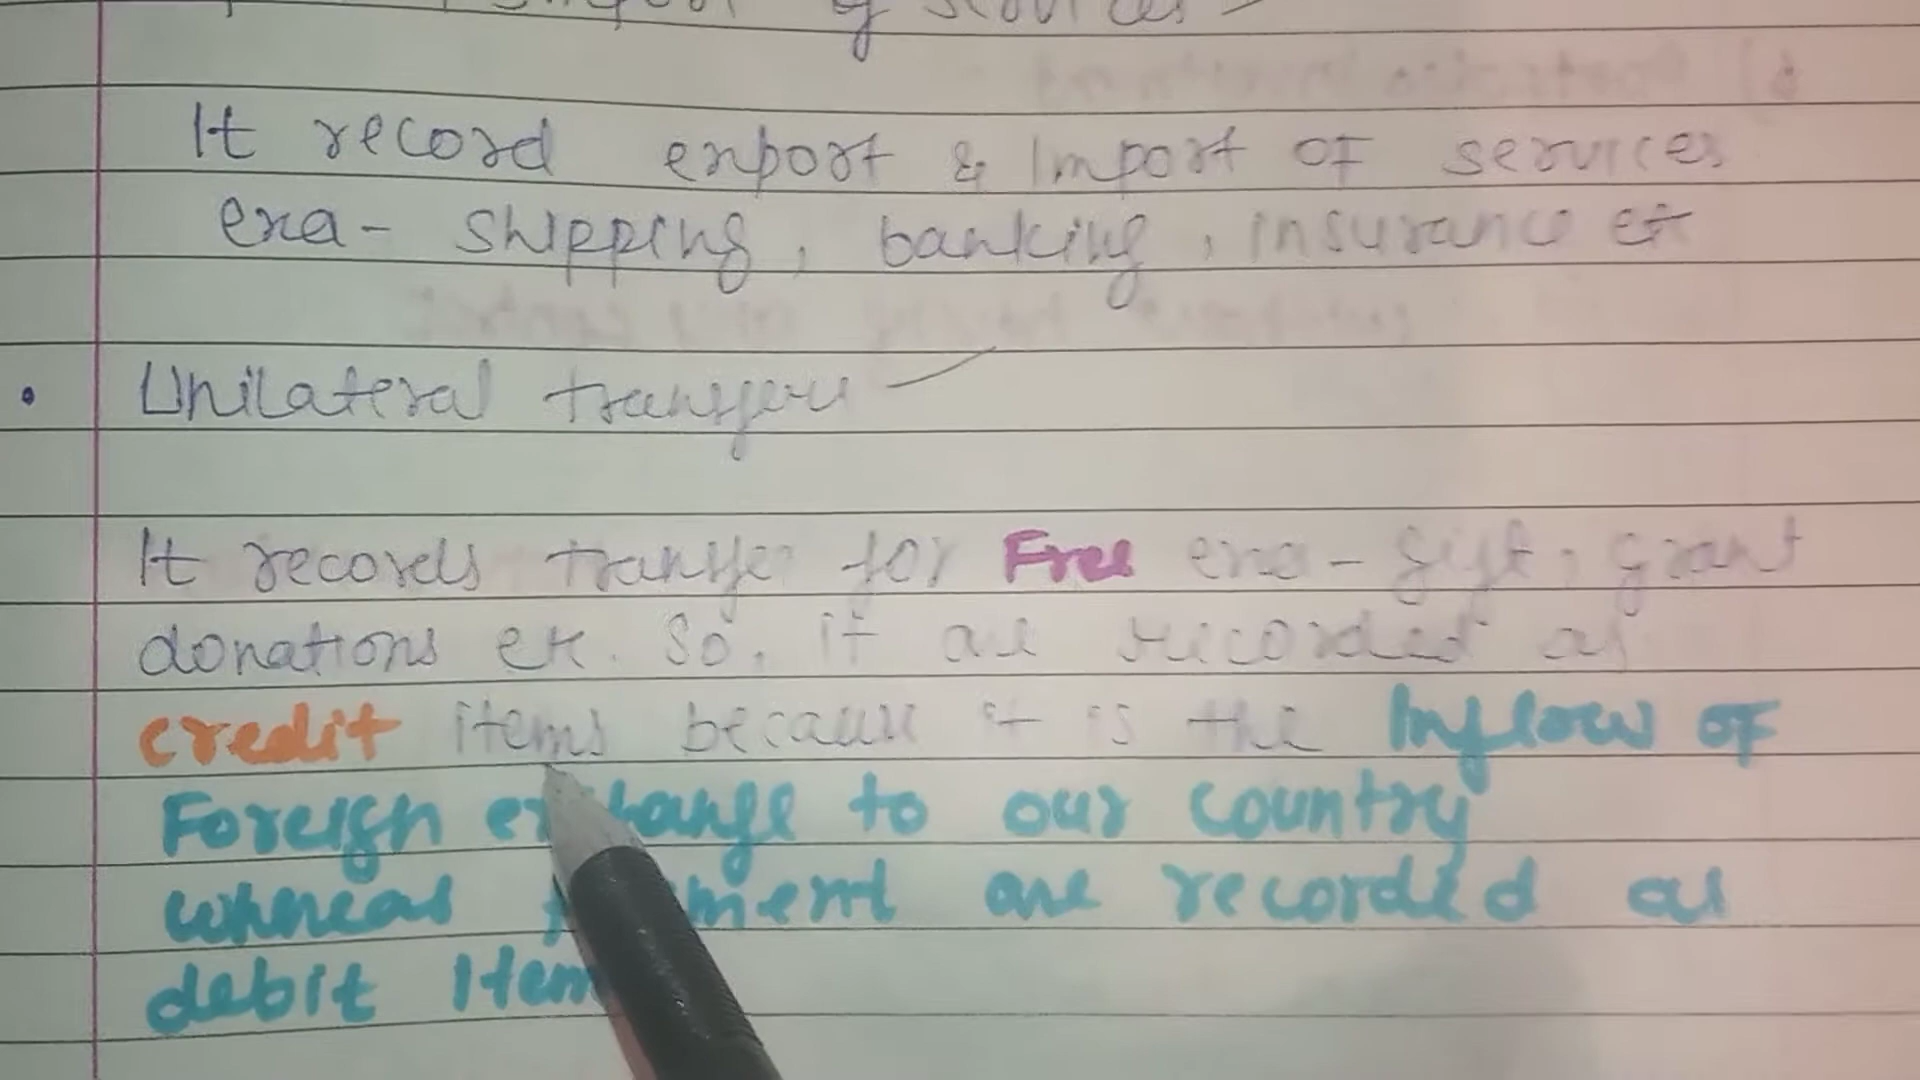 of services
It record export & Import of services
exa- shipping, banking, insurance etc
• Unilateral transfers
It records transfer for Free exa- gift, grant
donations etc. So, it are recorded as
credit items because it is the Inflow of
Foreign exchange to our country
whereas are recorded as
debit Item